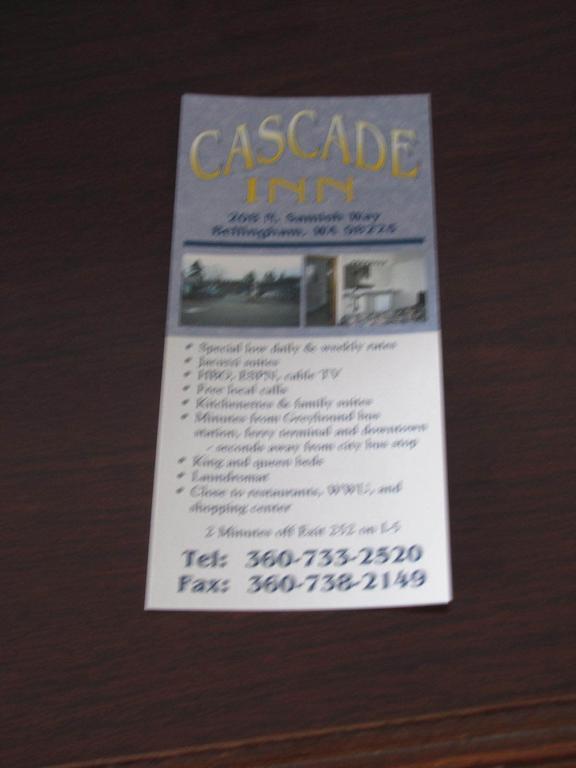 CASCADE
INN
208 N. Samish Way
Bellingham, WA 98225
* Special low daily & weekly rates
* Jacuzzi suites
* HBO, ESPN, cable TV
* Free local calls
* Kitchenettes & family suites
* Minutes from Greyhound bus
station, ferry terminal and downtown
- seconds away from city bus stop
* King and queen beds
* Laundromat
* Close to restaurants, WWU, and
shopping center
2 Minutes off Exit 252 on I-5
Tel: 360-733-2520
Fax: 360-738-2149